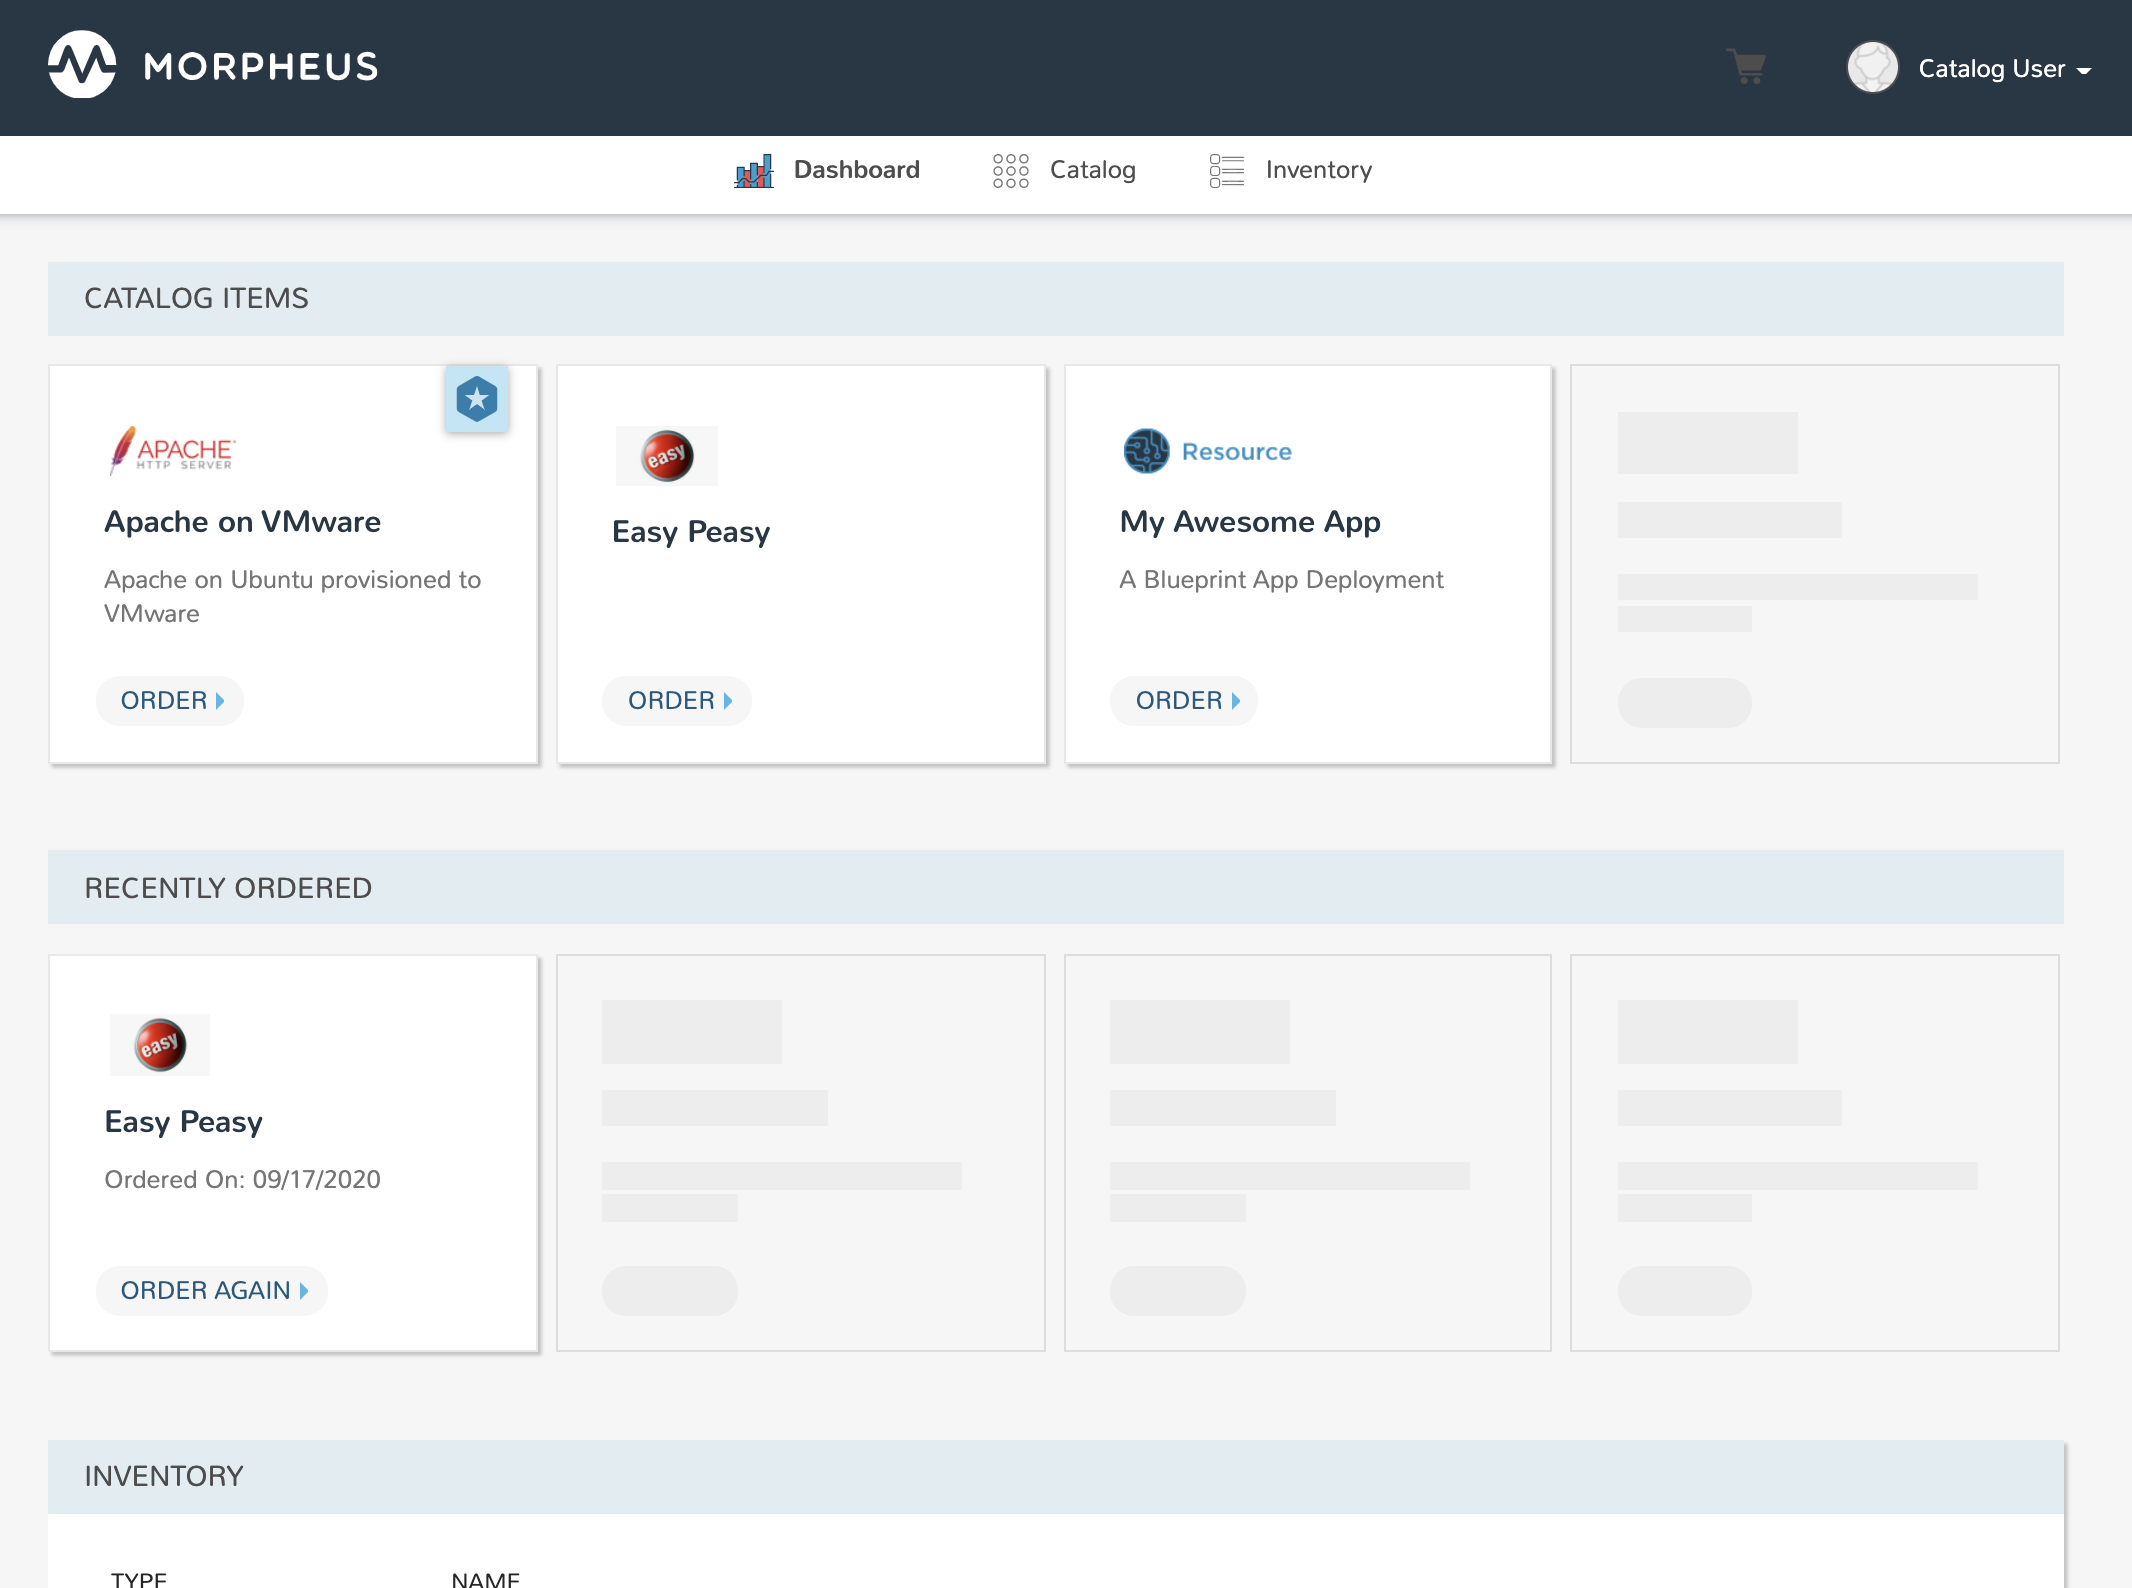 MORPHEUS
Catalog User
Dashboard
Catalog
Inventory
CATALOG ITEMS
APACHE
HTTP SERVER
Apache on VMware
Apache on Ubuntu provisioned to
VMware
ORDER
easy
Easy Peasy
ORDER
Resource
My Awesome App
A Blueprint App Deployment
ORDER
RECENTLY ORDERED
easy
Easy Peasy
Ordered On: 09/17/2020
ORDER AGAIN
INVENTORY
TYPE
NAME